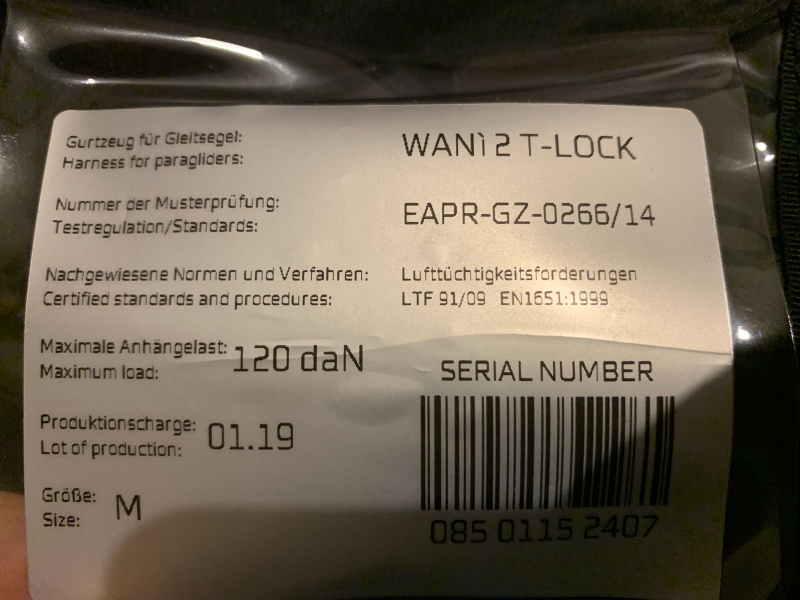 Gurtzeug für Gleitsegel:
Harness for paragliders:
WANì 2 T-LOCK
Nummer der Musterprüfung:
Testregulation/Standards:
EAPR-GZ-0266/14
Nachgewiesene Normen und Verfahren:
Certified standards and procedures:
Lufttüchtigkeitsforderungen
LTF 91/09 EN1651:1999
Maximale Anhängelast:
Maximum load:
120 daN
Produktionscharge:
Lot of production:
01.19
Größe:
Size:
M
SERIAL NUMBER
085 0115 2407